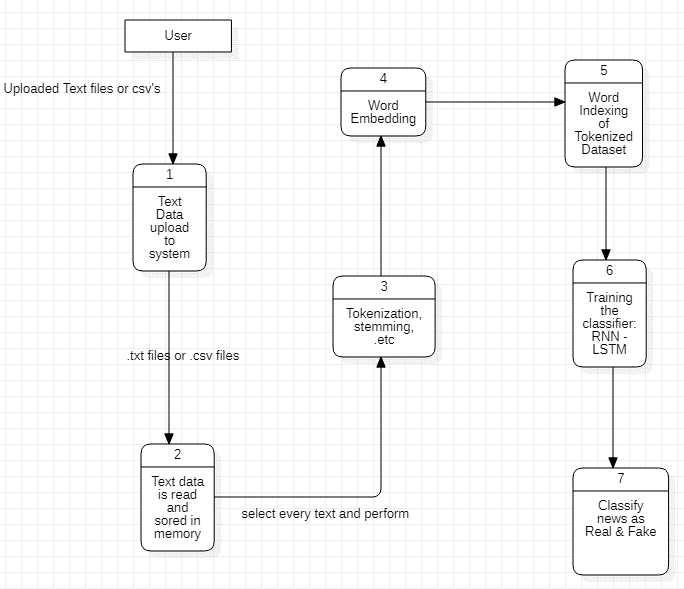 User
Uploaded Text files or csv's
1
Text
Data
upload
to
system
.txt files or .csv files
2
Text data
is read
and
sored in
memory
select every text and perform
3
Tokenization,
stemming,
.etc
4
Word
Embedding
5
Word
Indexing
of
Tokenized
Dataset
6
Training
the
classifier:
RNN -
LSTM
7
Classify
news as
Real & Fake